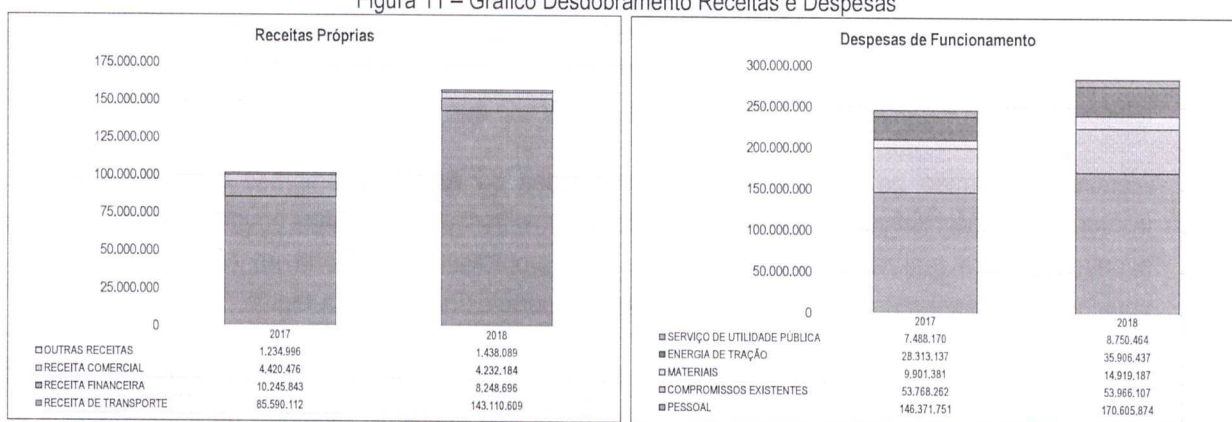 Figura 11 – Gráfico Desdobramento Receitas e Despesas
Receitas Próprias
175.000.000
150.000.000
125.000.000
100.000.000
75.000.000
50.000.000
25.000.000
0
2017 2018
OUTRAS RECEITAS 1.234.996 1.438.089
RECEITA COMERCIAL 4.420.476 4.232.184
RECEITA FINANCEIRA 10.245.843 8.248.696
RECEITA DE TRANSPORTE 85.590.112 143.110.609
Despesas de Funcionamento
300.000.000
250.000.000
200.000.000
150.000.000
100.000.000
50.000.000
0
2017 2018
SERVIÇO DE UTILIDADE PÚBLICA 7.488.170 8.750.464
ENERGIA DE TRAÇÃO 28.313.137 35.906.437
MATERIAIS 9.901.381 14.919.187
COMPROMISSOS EXISTENTES 53.768.262 53.966.107
PESSOAL 146.371.751 170.605.874